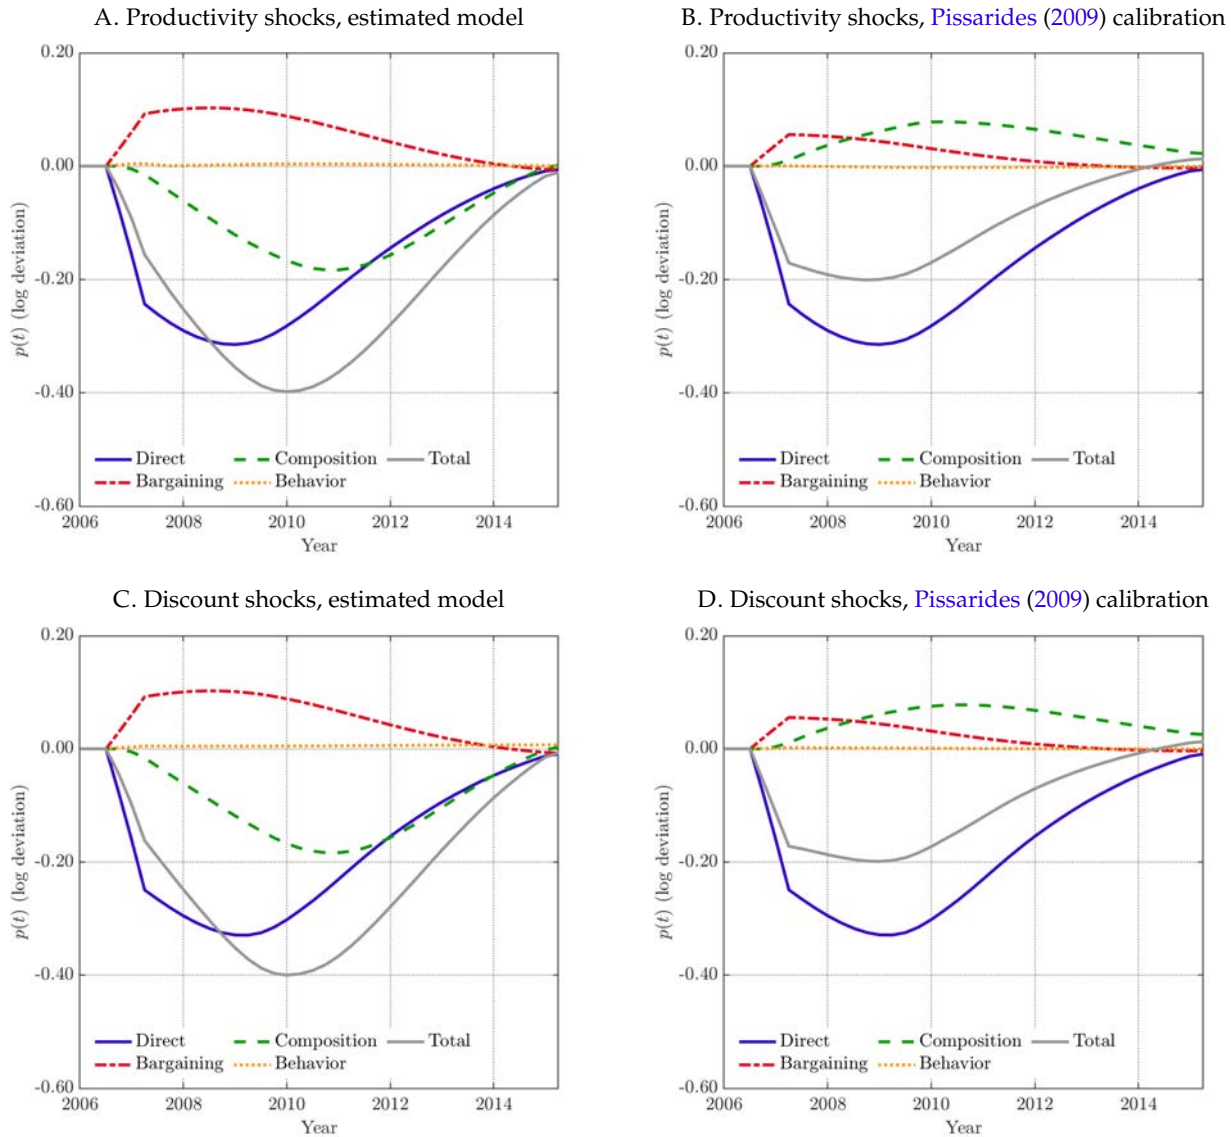 A. Productivity shocks, estimated model
0.20
0.00
-0.20
-0.40
-0.60
p(t) (log deviation)
Direct Composition Total
Bargaining Behavior
2006 2008 2010 2012 2014
Year
B. Productivity shocks, Pissarides (2009) calibration
0.20
0.00
-0.20
-0.40
-0.60
p(t) (log deviation)
Direct Composition Total
Bargaining Behavior
2006 2008 2010 2012 2014
Year
C. Discount shocks, estimated model
0.20
0.00
-0.20
-0.40
-0.60
p(t) (log deviation)
Direct Composition Total
Bargaining Behavior
2006 2008 2010 2012 2014
Year
D. Discount shocks, Pissarides (2009) calibration
0.20
0.00
-0.20
-0.40
-0.60
p(t) (log deviation)
Direct Composition Total
Bargaining Behavior
2006 2008 2010 2012 2014
Year